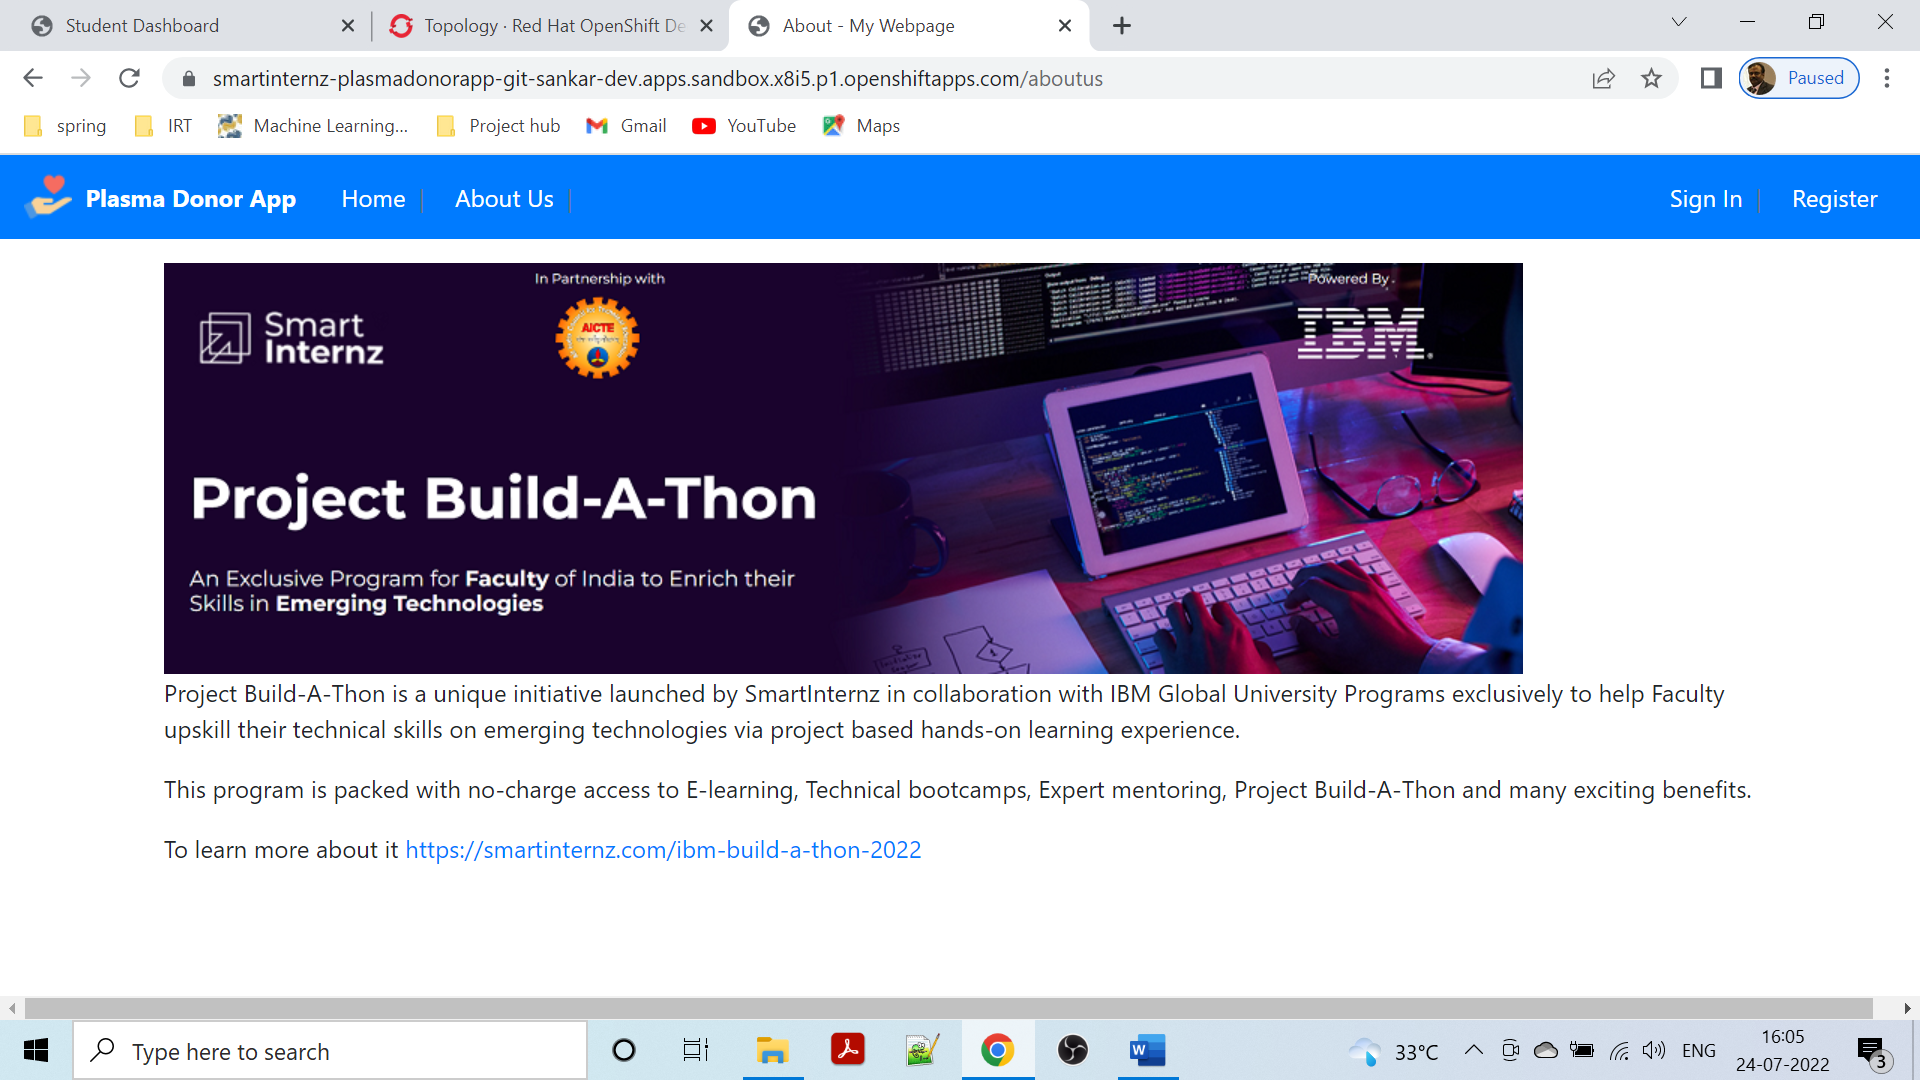 Student Dashboard
Topology · Red Hat OpenShift De
About - My Webpage
smartinternz-plasmadonorapp-git-sankar-dev.apps.sandbox.x8i5.p1.openshiftapps.com/aboutus
Paused
spring
IRT
Machine Learning...
Project hub
Gmail
YouTube
Maps
Plasma Donor App
Home
About Us
Sign In
Register
In Partnership with
Powered By
Smart
Internz
AICTE
IBM
Project Build-A-Thon
An Exclusive Program for Faculty of India to Enrich their
Skills in Emerging Technologies
Project Build-A-Thon is a unique initiative launched by SmartInternz in collaboration with IBM Global University Programs exclusively to help Faculty
upskill their technical skills on emerging technologies via project based hands-on learning experience.
This program is packed with no-charge access to E-learning, Technical bootcamps, Expert mentoring, Project Build-A-Thon and many exciting benefits.
To learn more about it https://smartinternz.com/ibm-build-a-thon-2022
Type here to search
33°C
ENG
16:05
24-07-2022
3